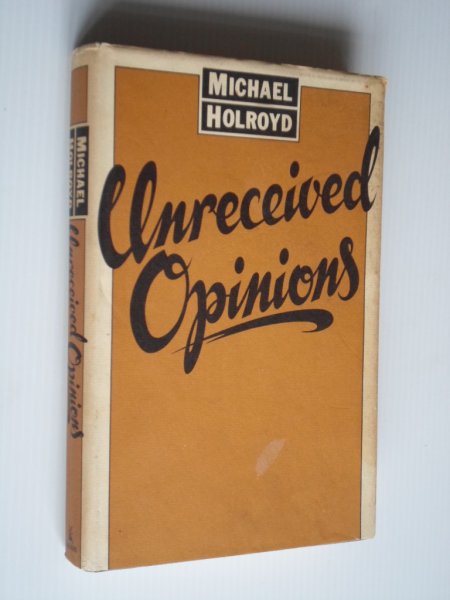 MICHAEL
HOLROYD
Unreceived
Opinions
MICHAEL
HOLROYD
Unreceived Opinions